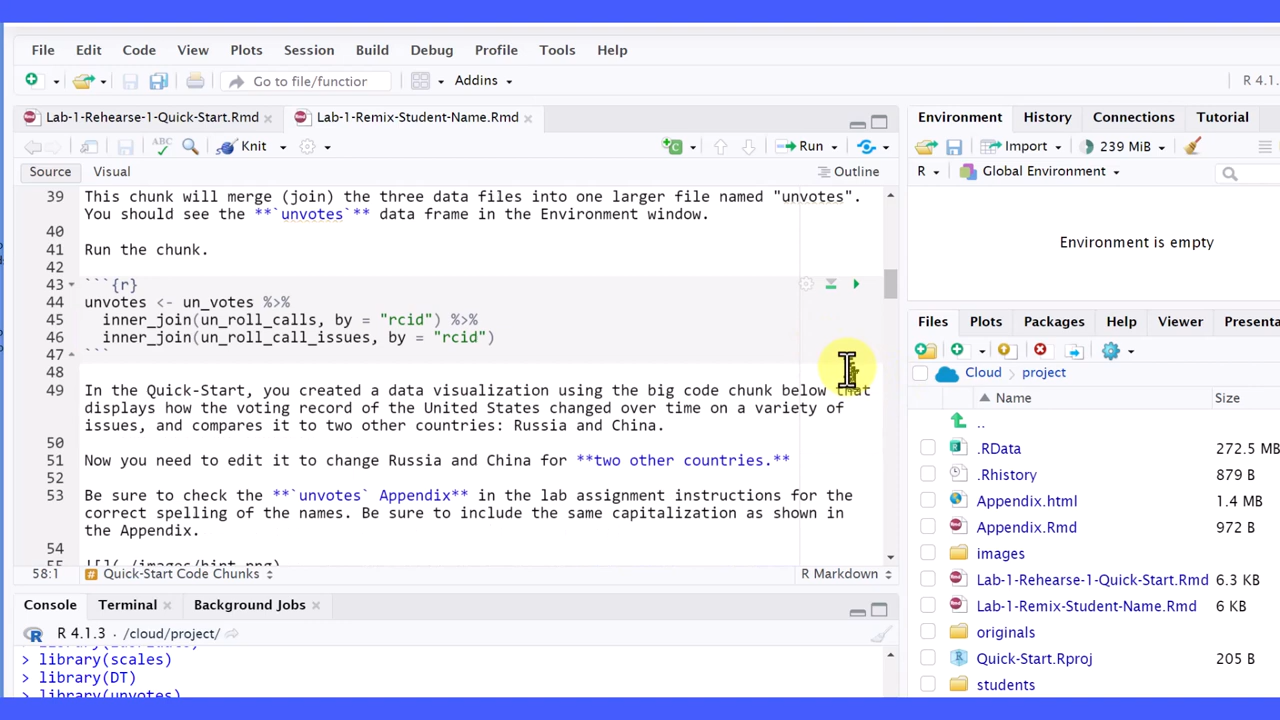 File Edit View Plots Session Build Debug Profile Tools Help
Go to file/functior Addins R 4.1.
Lab-1-Rehearse-1-Quick-Start.Rmd Lab-1-Remix-Student-Name.Rmd
ABC Knit Run
Source Visual Outline
39 This chunk will merge (join) the three data files into one larger file named "unvotes".
You should see the **`unvotes`** data frame in the Environment window.
40
41 Run the chunk.
42
43 ```{r}
44 unvotes <- un_votes %>%
45 inner_join(un_roll_calls, by = "rcid") %>%
46 inner_join(un_roll_call_issues, by = "rcid")
47 ```
48
49 In the Quick-Start, you created a data visualization using the big code chunk below that
displays how the voting record of the United States changed over time on a variety of
issues, and compares it to two other countries: Russia and China.
50
51 Now you need to edit it to change Russia and China for **two other countries.**
52
53 Be sure to check the **`unvotes` Appendix** in the lab assignment instructions for the
correct spelling of the names. Be sure to include the same capitalization as shown in
the Appendix.
54
55 ![](./images/hint.png)
58:1 Quick-Start Code Chunks R Markdown
Console Terminal Background Jobs
R 4.1.3 · /cloud/project/
> library(scales)
> library(DT)
> library(unvotes)
Environment History Connections Tutorial
Import 239 MiB
R Global Environment
Environment is empty
Files Plots Packages Help Viewer Presenta
Cloud project
Name Size
..
.RData 272.5 M
.Rhistory 879 B
Appendix.html 1.4 MB
Appendix.Rmd 972 B
images
Lab-1-Rehearse-1-Quick-Start.Rmd 6.3 KB
Lab-1-Remix-Student-Name.Rmd 6 KB
originals
Quick-Start.Rproj 205 B
students